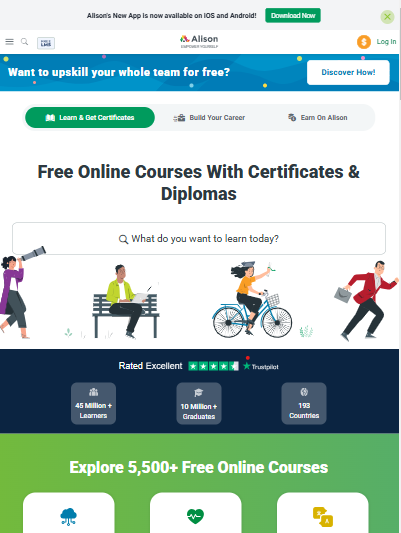 Alison's New App is now available on iOS and Android! Download Now
Alison
EMPOWER YOURSELF
Log In
Want to upskill your whole team for free? Discover How!
Learn & Get Certificates Build Your Career Earn On Alison
Free Online Courses With Certificates &
Diplomas
What do you want to learn today?
Rated Excellent Trustpilot
45 Million + 10 Million + 193
Learners Graduates Countries
Explore 5,500+ Free Online Courses